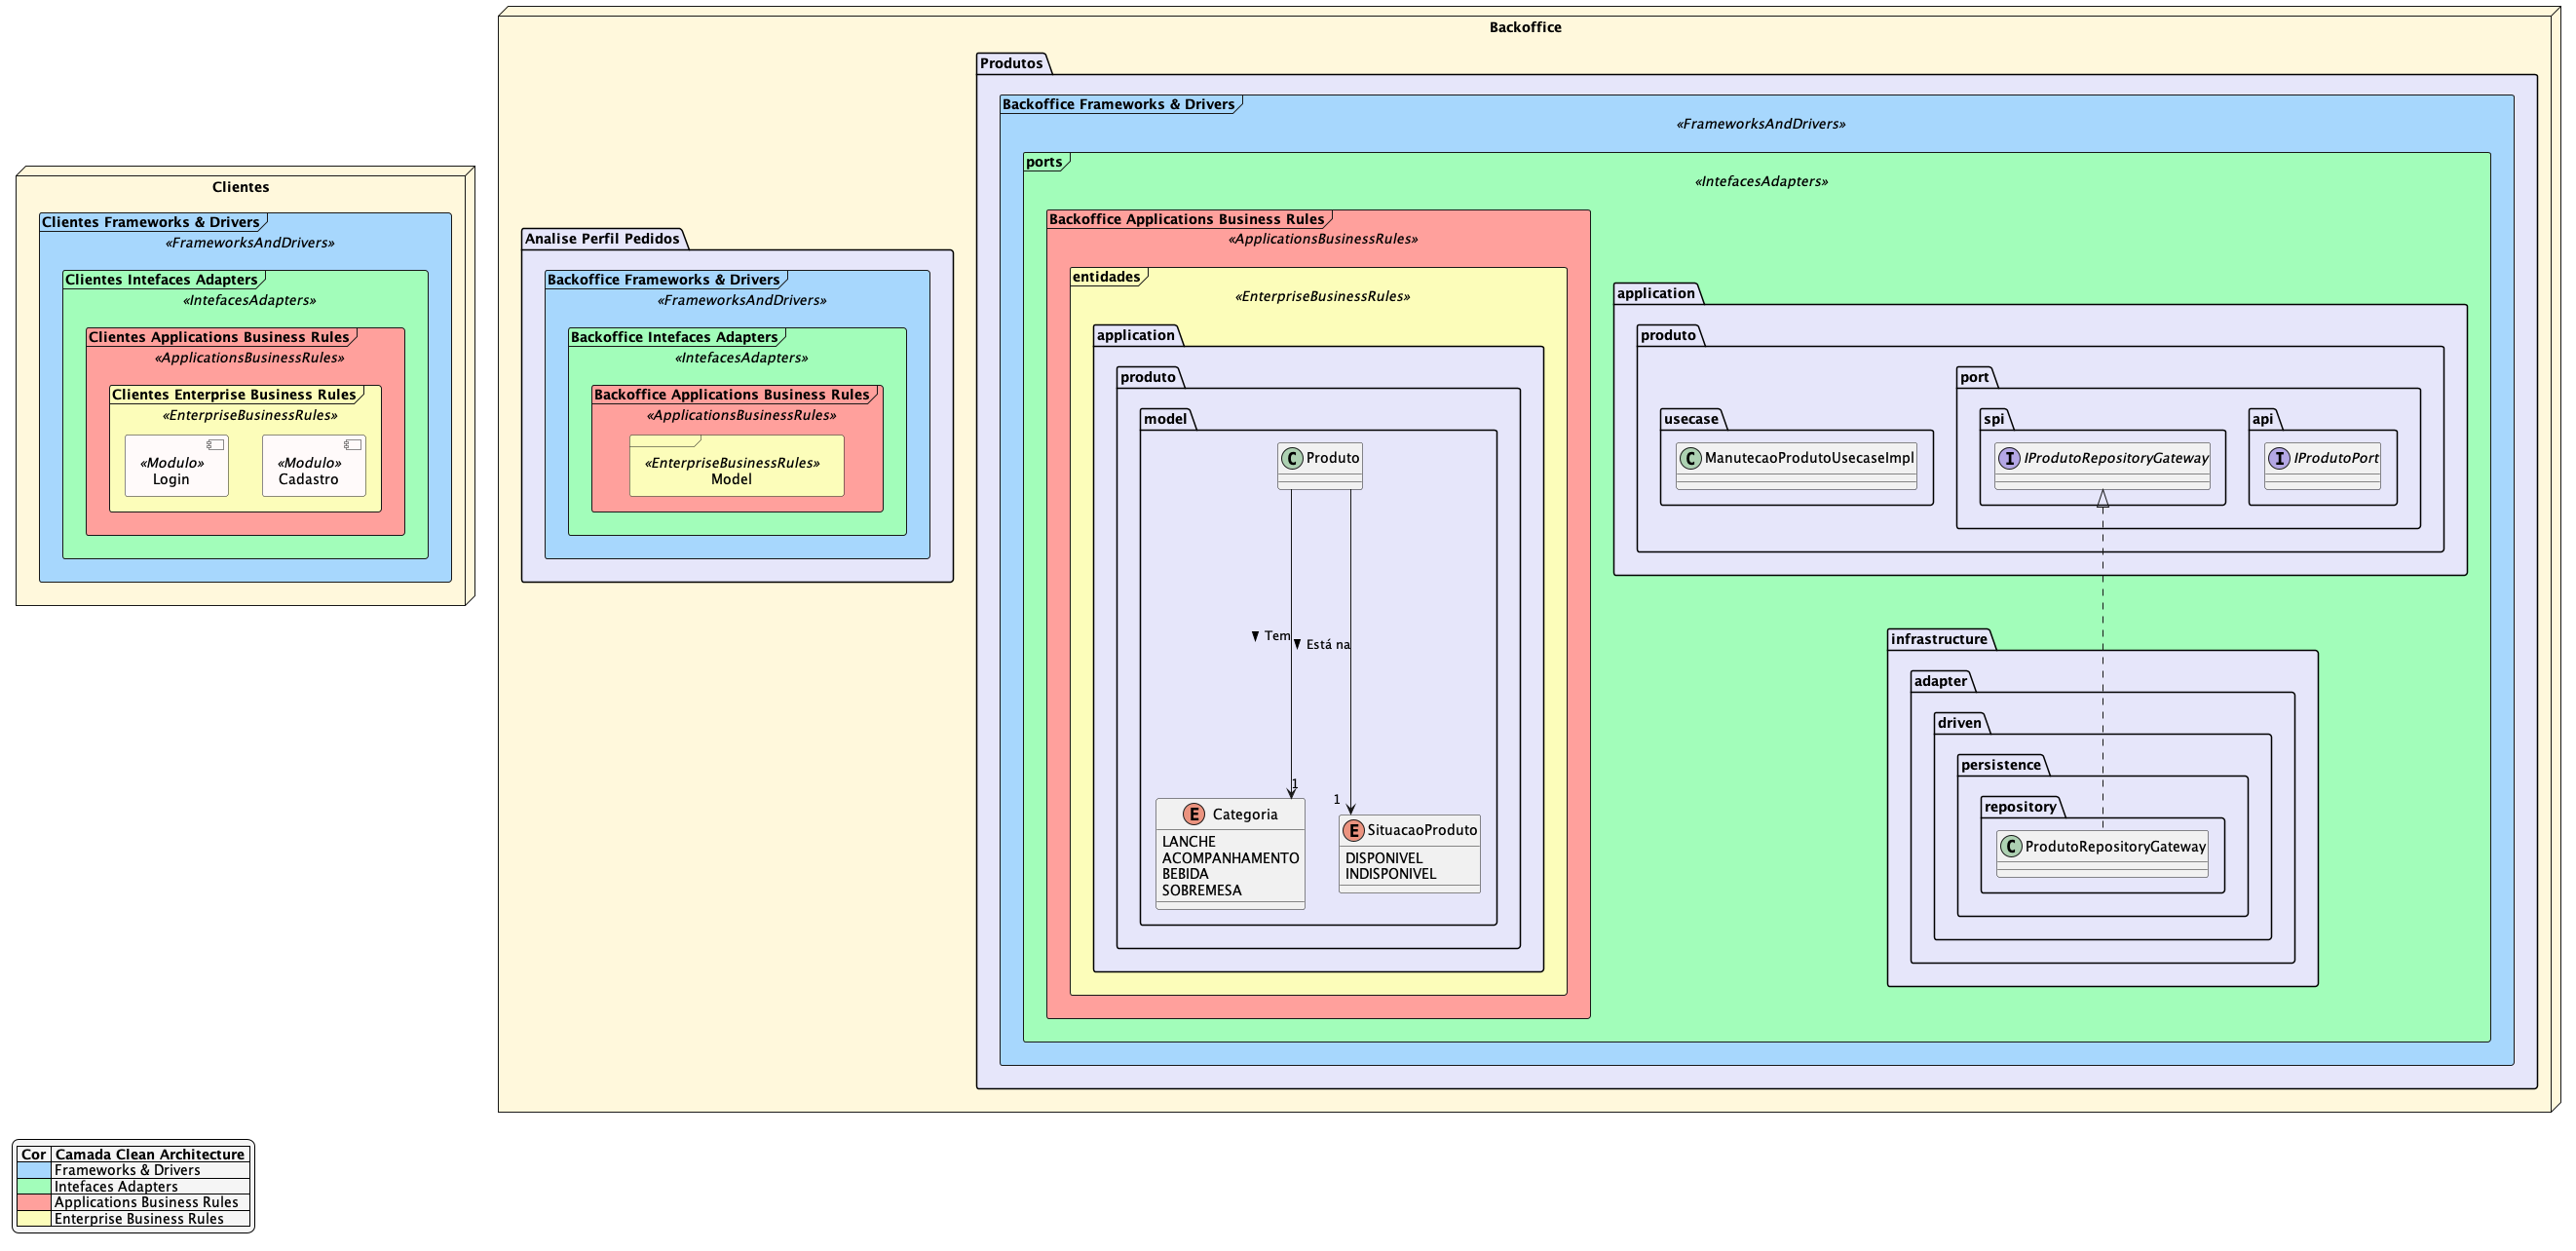 Clientes
Clientes Frameworks & Drivers
«FrameworksAndDrivers»
Clientes Intefaces Adapters
«IntefacesAdapters»
Clientes Applications Business Rules
«ApplicationsBusinessRules»
Clientes Enterprise Business Rules
«EnterpriseBusinessRules»
«Modulo»
Login
«Modulo»
Cadastro
Backoffice
Analise Perfil Pedidos
Backoffice Frameworks & Drivers
«FrameworksAndDrivers»
Backoffice Intefaces Adapters
«IntefacesAdapters»
Backoffice Applications Business Rules
«ApplicationsBusinessRules»
«EnterpriseBusinessRules»
Model
Produtos
Backoffice Frameworks & Drivers
«FrameworksAndDrivers»
ports
«IntefacesAdapters»
Backoffice Applications Business Rules
«ApplicationsBusinessRules»
entidades
«EnterpriseBusinessRules»
application
produto
model
C Produto
Tem
Está na
1
1
E Categoria
LANCHE
ACOMPANHAMENTO
BEBIDA
SOBREMESA
E SituacaoProduto
DISPONIVEL
INDISPONIVEL
application
produto
usecase
C ManutecaoProdutoUsecaseImpl
port
spi
I IProdutoRepositoryGateway
api
I IProdutoPort
infrastructure
adapter
driven
persistence
repository
C ProdutoRepositoryGateway
Cor Camada Clean Architecture
Frameworks & Drivers
Intefaces Adapters
Applications Business Rules
Enterprise Business Rules